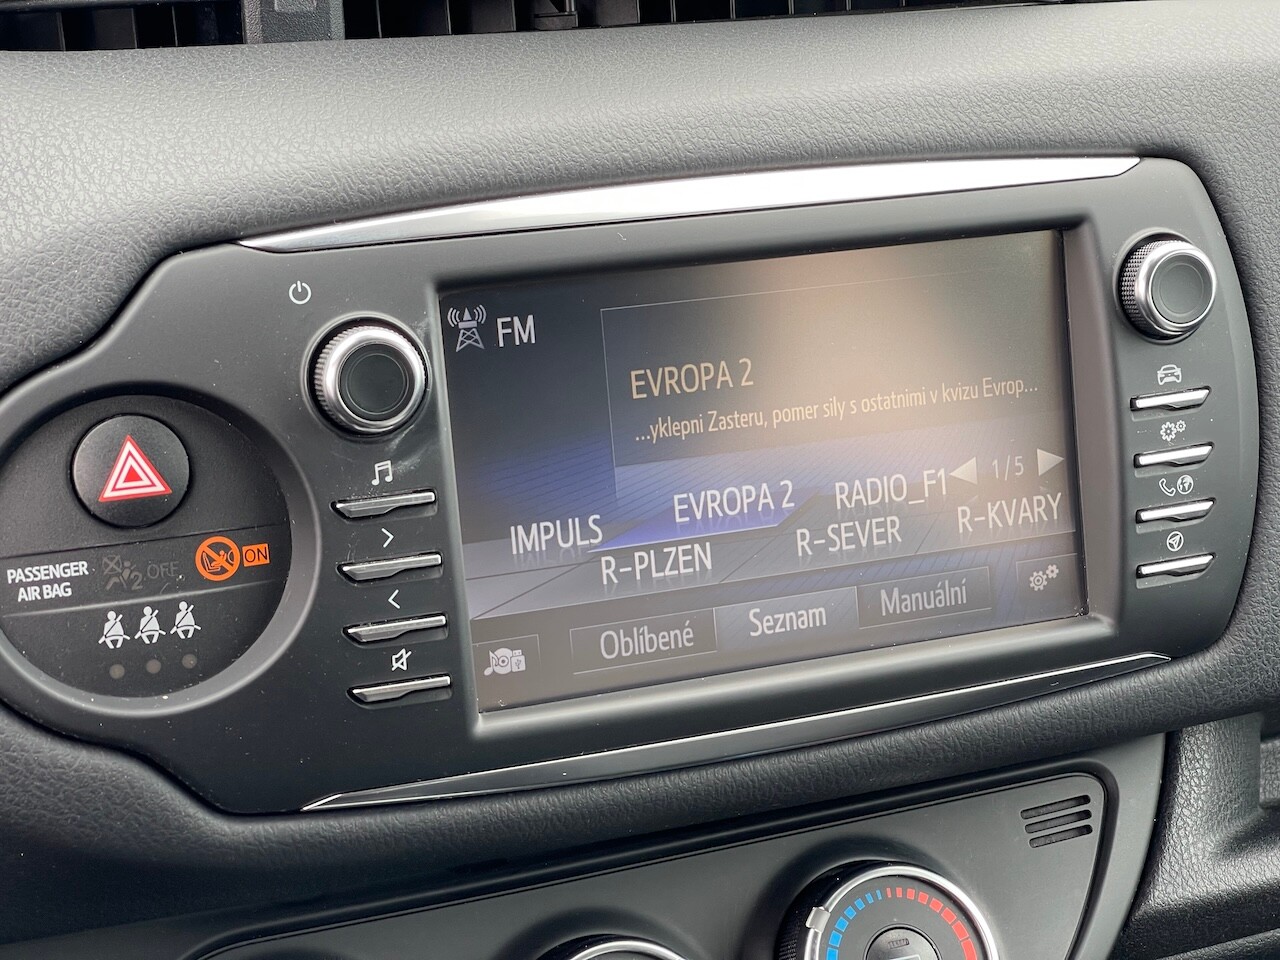 FM
EVROPA 2
...yklepni Zasteru, pomer sily s ostatnimi v kvizu Evrop...
1/5
IMPULS EVROPA 2 RADIO_F1
R-PLZEN R-SEVER R-KVARY
Oblíbené Seznam Manuální
PASSENGER
AIR BAG
2 OFF
ON